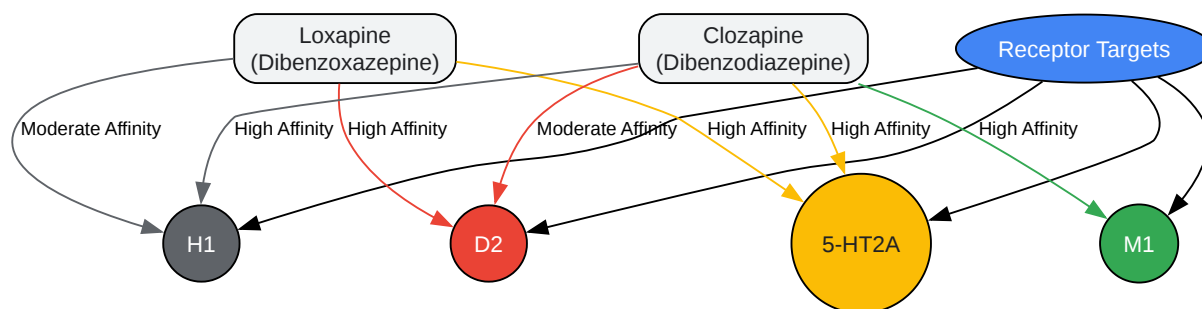 Loxapine
(Dibenzoxazepine)
Clozapine
(Dibenzodiazepine)
Receptor Targets
Moderate Affinity
High Affinity
High Affinity
Moderate Affinity
High Affinity
High Affinity
High Affinity
H1
D2
5-HT2A
M1